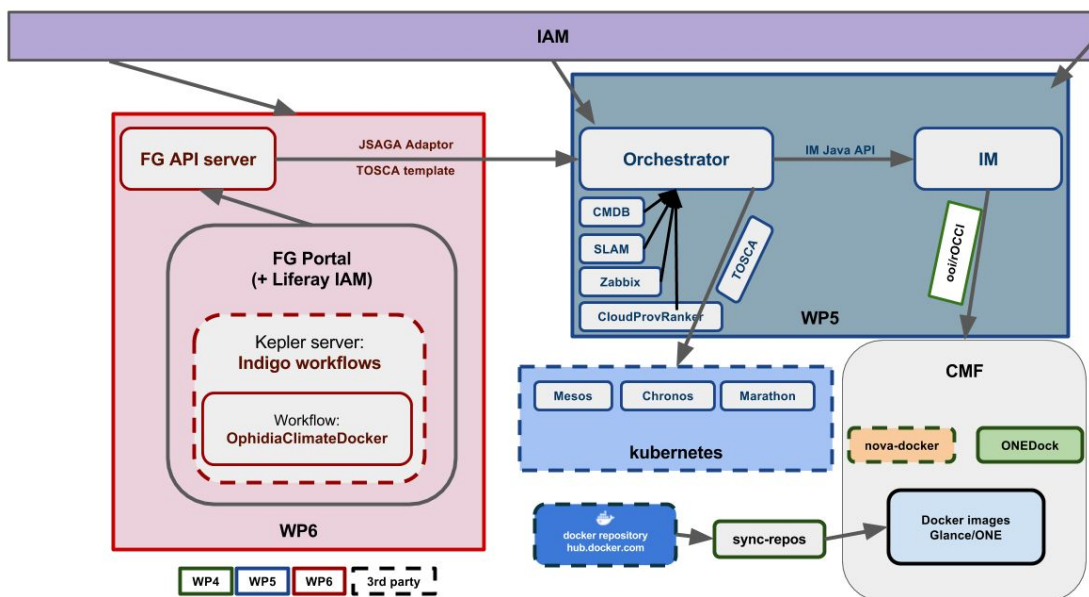 IAM
FG API server
JSAGA Adaptor
TOSCA template
Orchestrator
IM Java API
IM
CMDB
SLAM
Zabbix
CloudProvRanker
TOSCA
ooi/rOCCI
WP5
FG Portal
(+ Liferay IAM)
Kepler server:
Indigo workflows
Workflow:
OphidiaClimateDocker
WP6
Mesos
Chronos
Marathon
kubernetes
CMF
nova-docker
ONEDock
docker repository
hub.docker.com
sync-repos
Docker images
Glance/ONE
WP4
WP5
WP6
3rd party